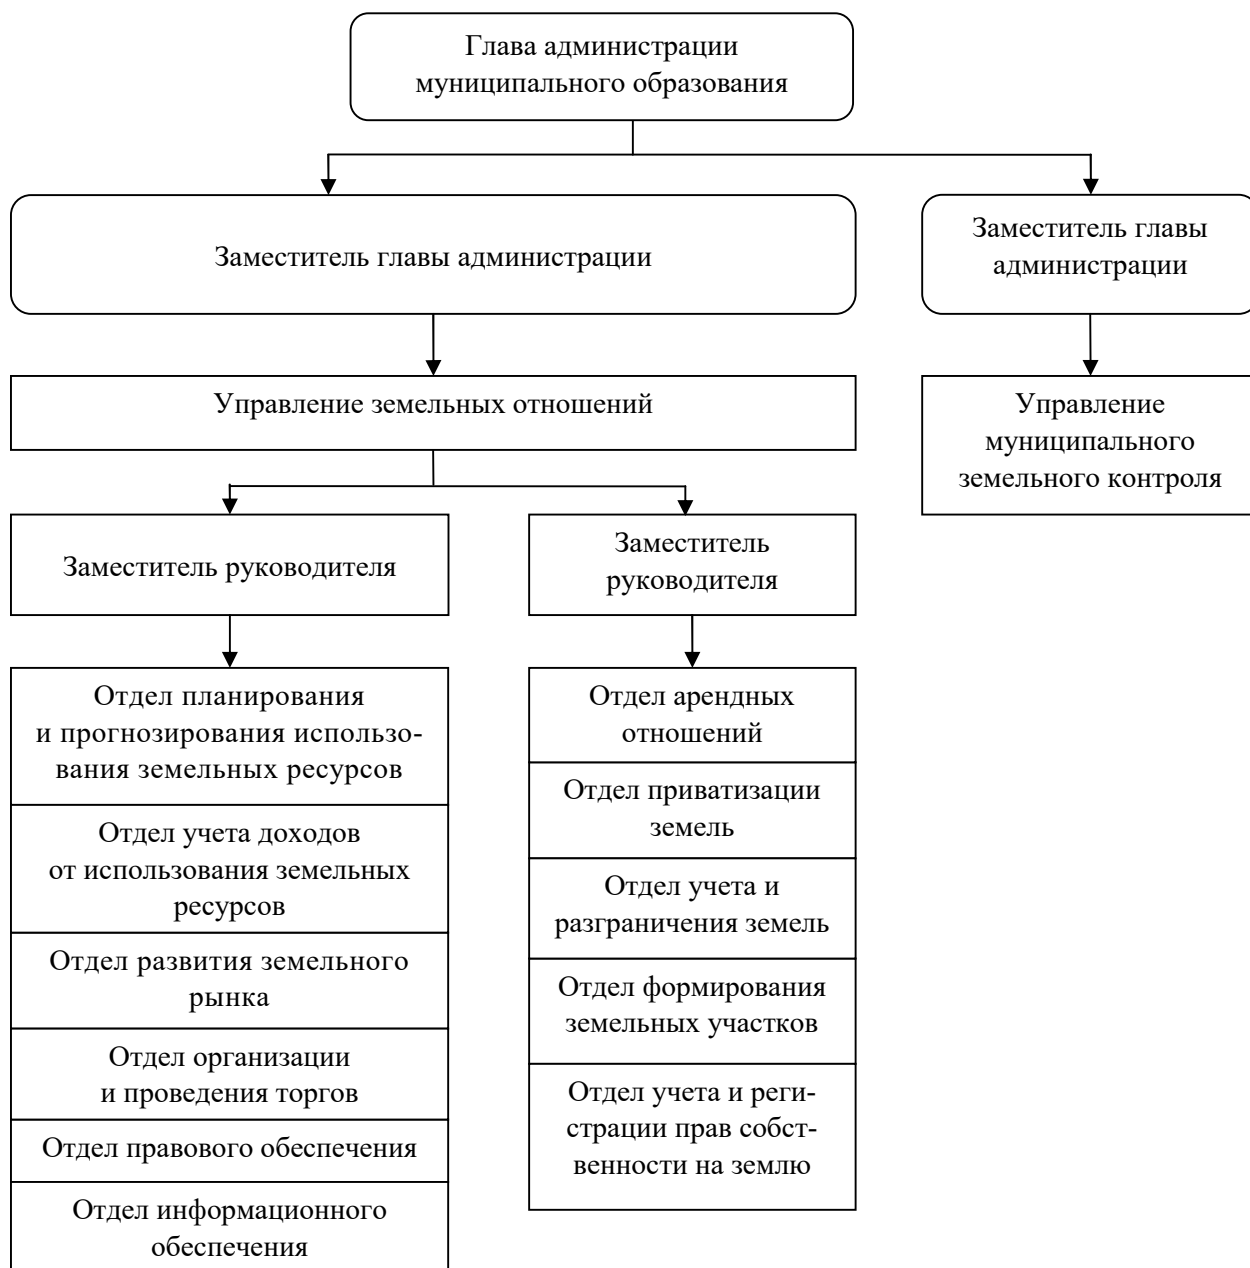 Глава администрации
муниципального образования
Заместитель главы администрации
Заместитель главы
администрации
Управление земельных отношений
Управление
муниципального
земельного контроля
Заместитель руководителя
Заместитель
руководителя
Отдел планирования
и прогнозирования использо-
вания земельных ресурсов
Отдел учета доходов
от использования земельных
ресурсов
Отдел развития земельного
рынка
Отдел организации
и проведения торгов
Отдел правового обеспечения
Отдел информационного
обеспечения
Отдел арендных
отношений
Отдел приватизации
земель
Отдел учета и
разграничения земель
Отдел формирования
земельных участков
Отдел учета и реги-
страции прав собст-
венности на землю